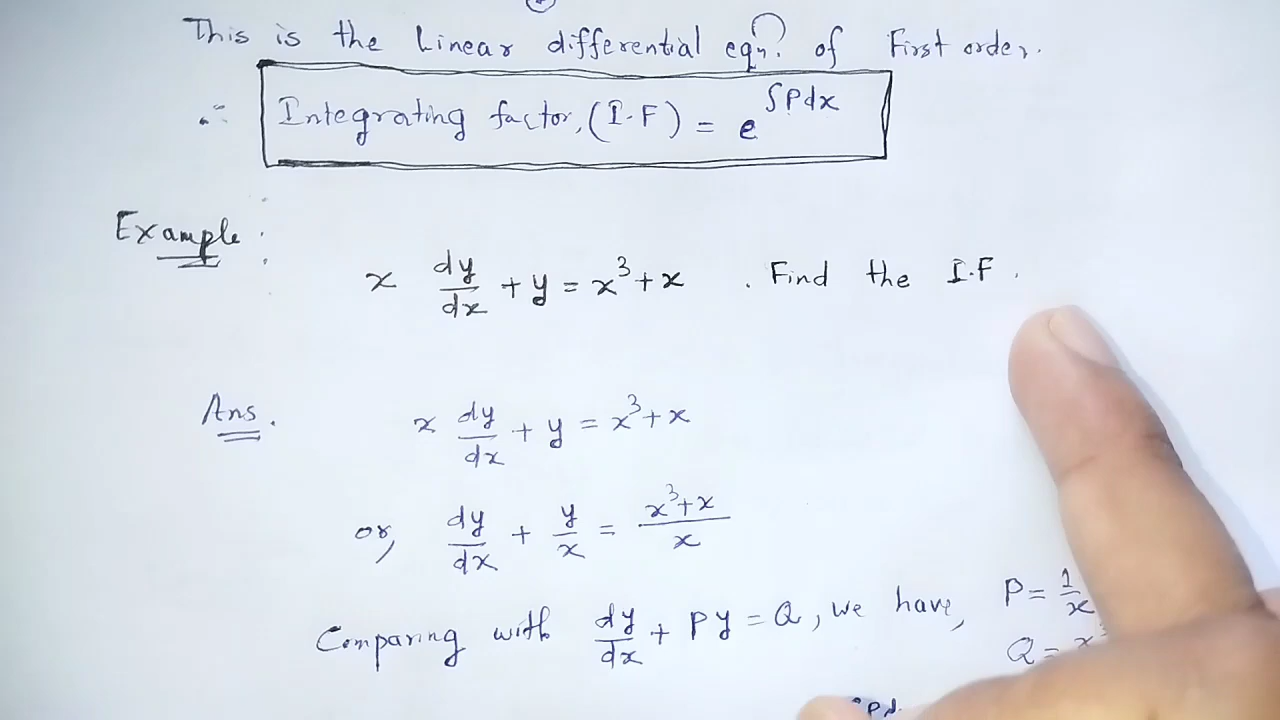 This is the Linear differential eqn. of First order.
∴ Integrating factor, (I.F) = e^∫Pdx
Example:
x dy/dx + y = x³+x . Find the I.F.
Ans. x dy/dx + y = x³+x
or, dy/dx + y/x = x³+x/x
Comparing with dy/dx + Py = Q, we have, P = 1/x
Q =